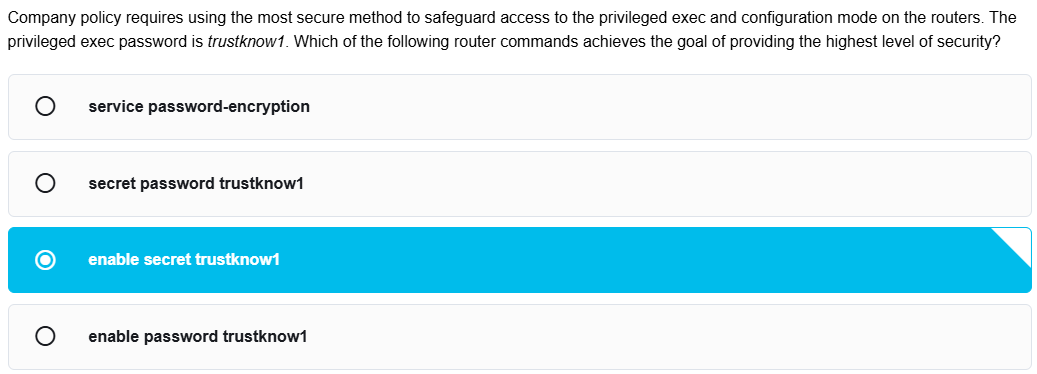 Company policy requires using the most secure method to safeguard access to the privileged exec and configuration mode on the routers. The
privileged exec password is trustknow1. Which of the following router commands achieves the goal of providing the highest level of security?
service password-encryption
secret password trustknow1
enable secret trustknow1
enable password trustknow1